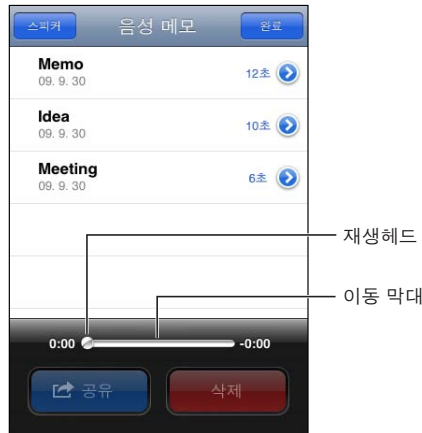 스피커 음성 메모 완료
Memo
09. 9. 30
12초
Idea
09. 9. 30
10초
Meeting
09. 9. 30
6초
재생헤드
이동 막대
0:00 -0:00
공유 삭제